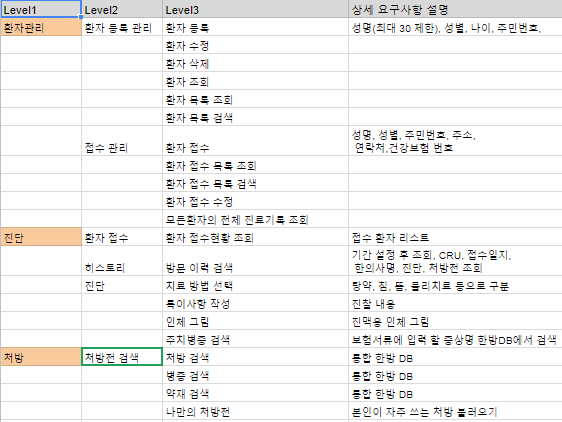 Level1 Level2 Level3 상세 요구사항 설명
환자관리 환자 등록 관리 환자 등록 성명(최대 30 제한), 성별, 나이, 주민번호,
환자 수정
환자 삭제
환자 조회
환자 목록 조회
환자 목록 검색
접수 관리 환자 접수 성명, 성별, 주민번호, 주소,
연락처,건강보험 번호
환자 접수 목록 조회
환자 접수 목록 검색
환자 접수 수정
모든환자의 전체 진료기록 조회
진단 환자 접수 환자 접수현황 조회 접수 환자 리스트
히스토리 방문 이력 검색 기간 설정 후 조회, CRU, 접수일지,
한의사명, 진단, 처방전 조회
진단 치료 방법 선택 탕약, 침, 뜸, 물리치료 등으로 구분
특이사항 작성 진찰 내용
인체 그림 진맥용 인체 그림
주치병증 검색 보험서류에 입력 할 증상명 한방DB에서 검색
처방 처방전 검색 처방 검색 통합 한방 DB
병증 검색 통합 한방 DB
약재 검색 통합 한방 DB
나만의 처방전 본인이 자주 쓰는 처방 불러오기